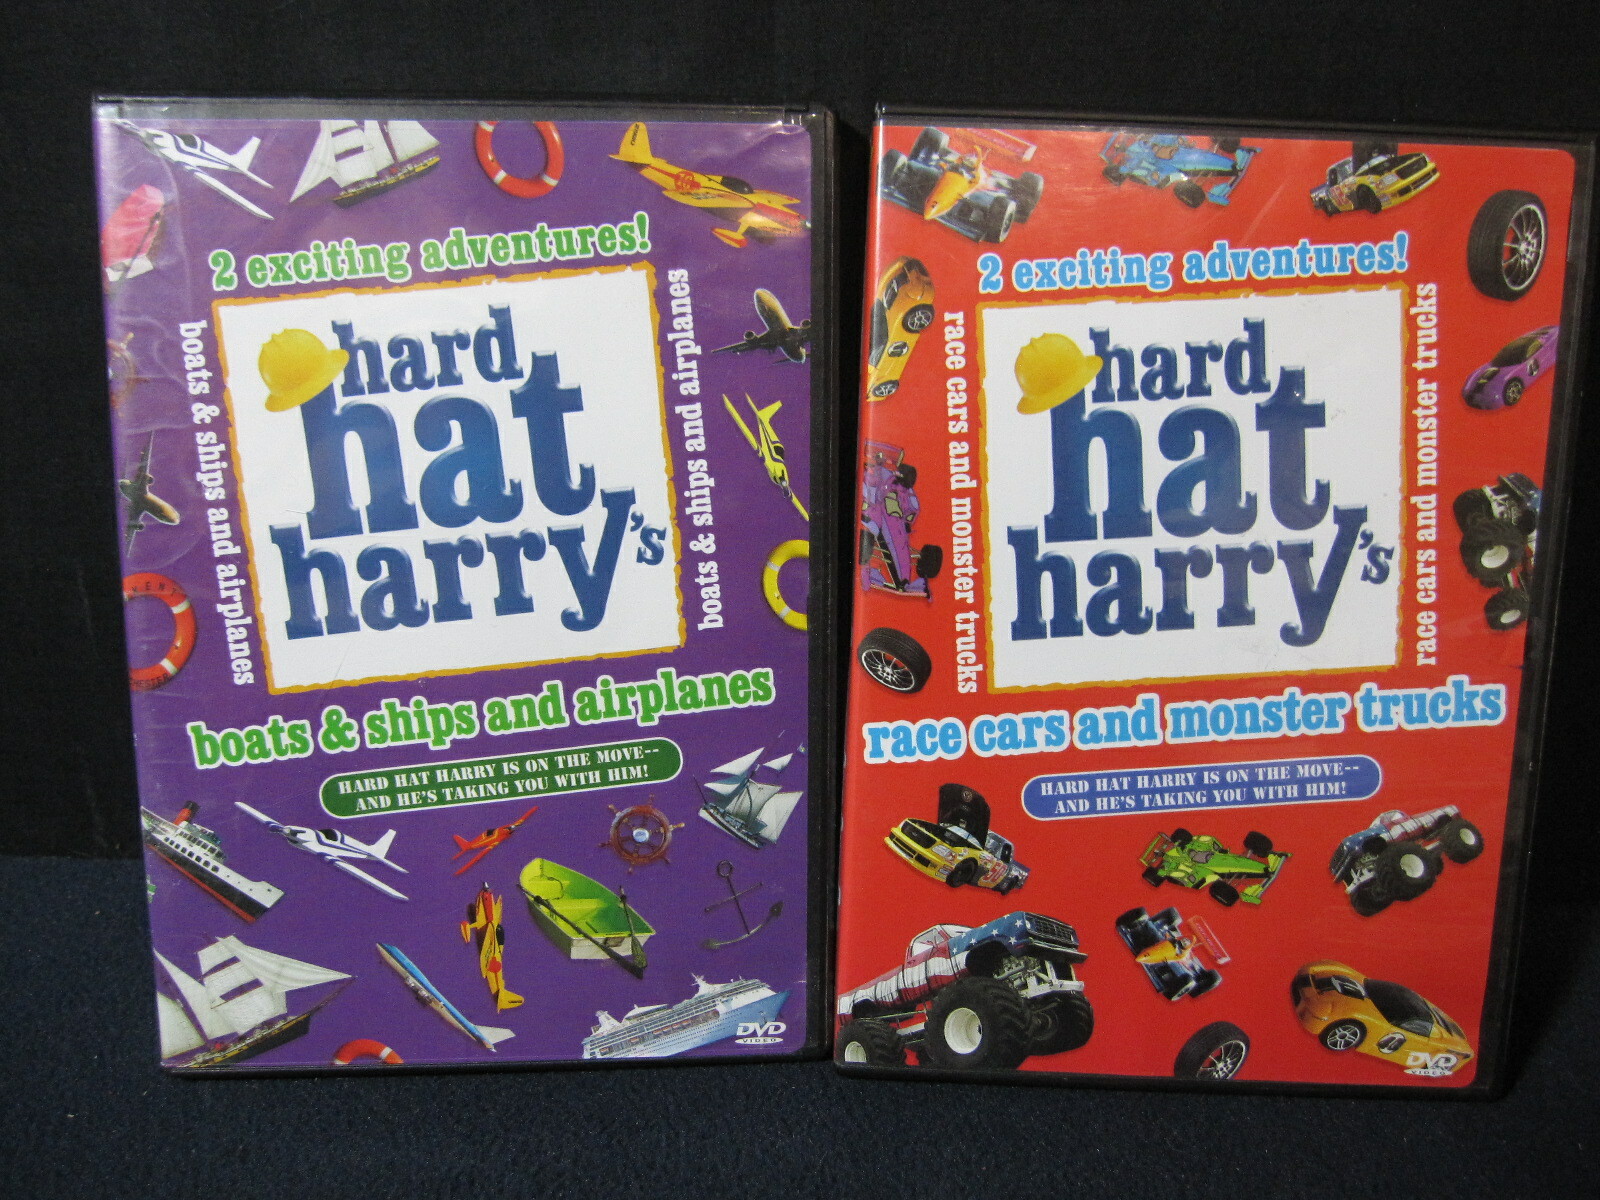 2 exciting adventures!
boats & ships and airplanes
boats & ships and airplanes
hard
hat
harry's
boats & ships and airplanes
HARD HAT HARRY IS ON THE MOVE--
AND HE'S TAKING YOU WITH HIM!
DVD
VIDEO
2 exciting adventures!
race cars and monster trucks
race cars and monster trucks
hard
hat
harry's
race cars and monster trucks
HARD HAT HARRY IS ON THE MOVE--
AND HE'S TAKING YOU WITH HIM!
DVD
VIDEO